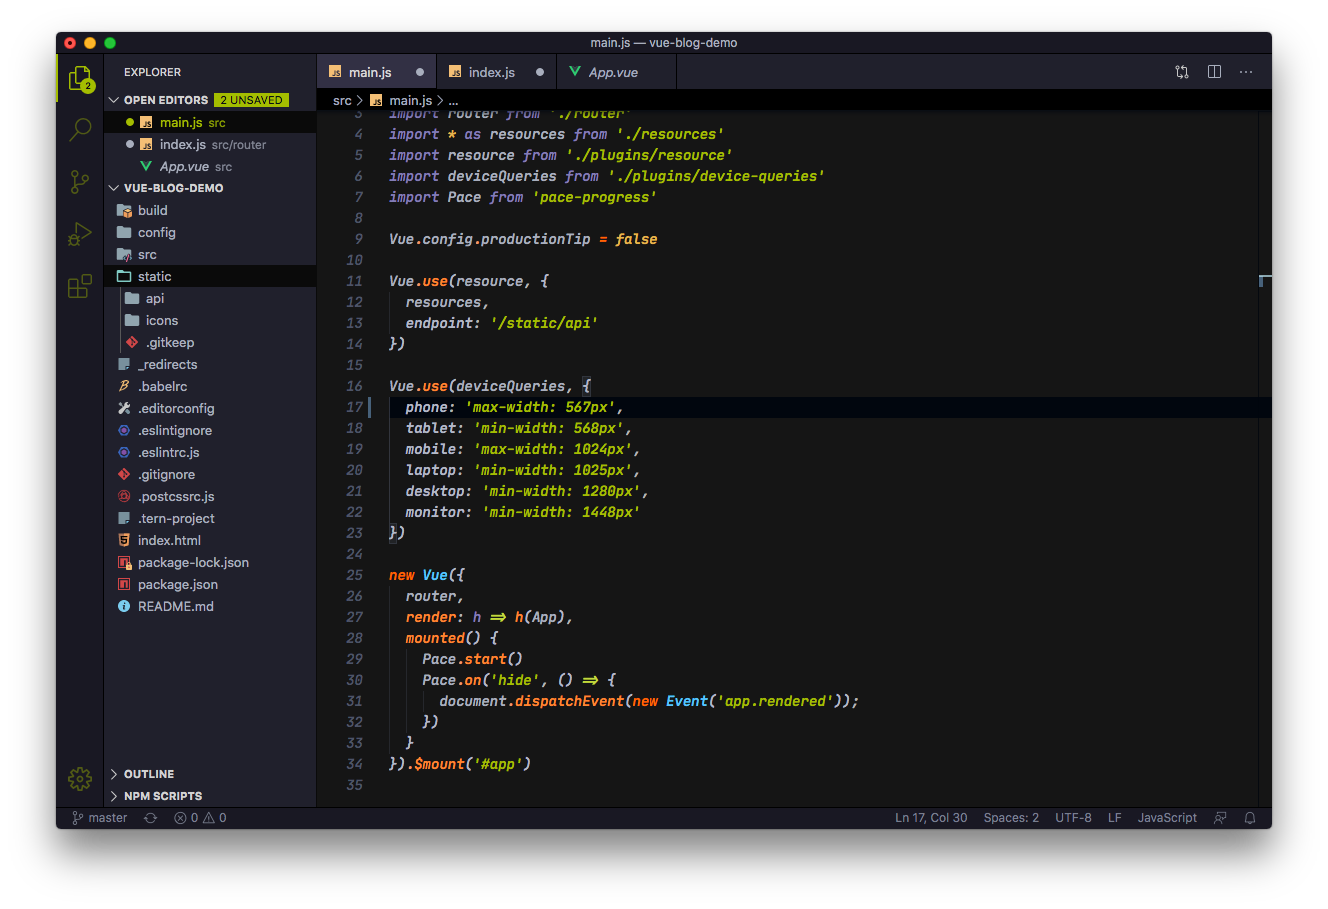 main.js — vue-blog-demo
EXPLORER
OPEN EDITORS 2 UNSAVED
main.js src
index.js src/router
App.vue src
VUE-BLOG-DEMO
build
config
src
static
api
icons
.gitkeep
_redirects
.babelrc
.editorconfig
.eslintignore
.eslintrc.js
.gitignore
.postcssrc.js
.tern-project
index.html
package-lock.json
package.json
README.md
OUTLINE
NPM SCRIPTS
2
JS main.js
JS index.js
App.vue
src > JS main.js > ...
3 import router from './router'
4 import * as resources from './resources'
5 import resource from './plugins/resource'
6 import deviceQueries from './plugins/device-queries'
7 import Pace from 'pace-progress'
8
9 Vue.config.productionTip = false
10
11 Vue.use(resource, {
12   resources,
13   endpoint: '/static/api'
14 })
15
16 Vue.use(deviceQueries, {
17   phone: 'max-width: 567px',
18   tablet: 'min-width: 568px',
19   mobile: 'max-width: 1024px',
20   laptop: 'min-width: 1025px',
21   desktop: 'min-width: 1280px',
22   monitor: 'min-width: 1448px'
23 })
24
25 new Vue({
26   router,
27   render: h => h(App),
28   mounted() {
29     Pace.start()
30     Pace.on('hide', () => {
31       document.dispatchEvent(new Event('app.rendered'));
32     })
33   }
34 }).$mount('#app')
35
master 0 0 Ln 17, Col 30 Spaces: 2 UTF-8 LF JavaScript